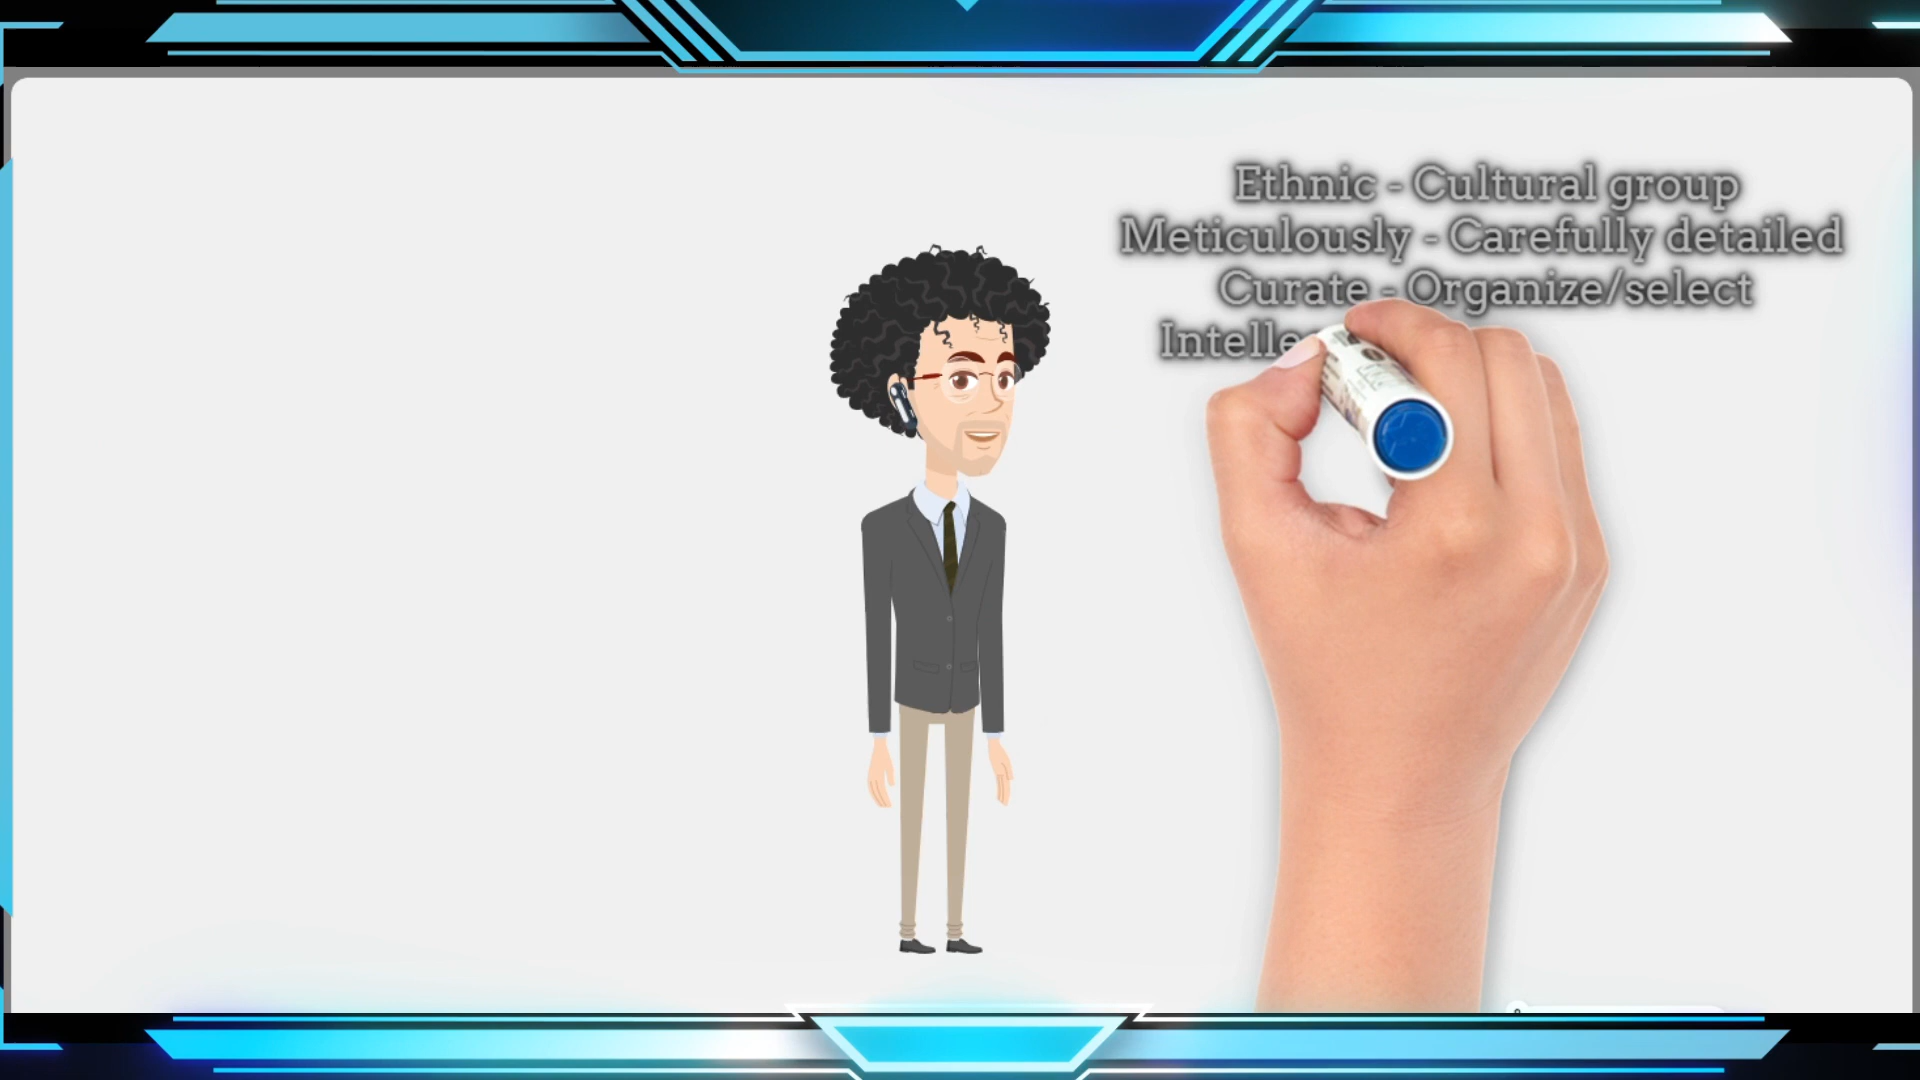 Ethnic - Cultural group
Meticulously - Carefully detailed
Curate - Organize/select
Intelle